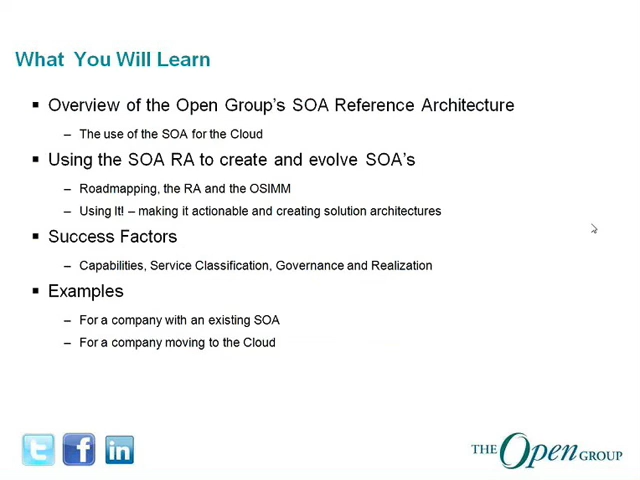 What You Will Learn
▪ Overview of the Open Group's SOA Reference Architecture
– The use of the SOA for the Cloud
▪ Using the SOA RA to create and evolve SOA's
– Roadmapping, the RA and the OSIMM
– Using It! – making it actionable and creating solution architectures
▪ Success Factors
– Capabilities, Service Classification, Governance and Realization
▪ Examples
– For a company with an existing SOA
– For a company moving to the Cloud
t f in
THE Open GROUP